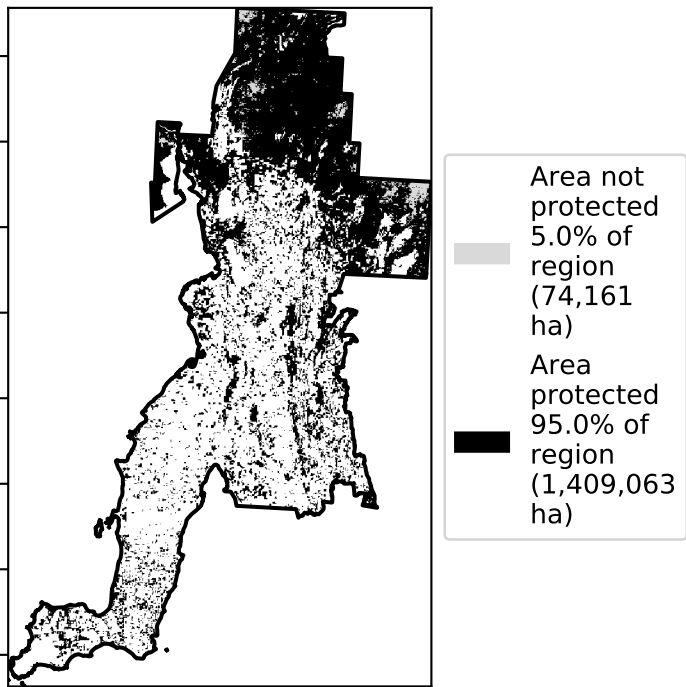 Area not
protected
5.0% of
region
(74,161
ha)
Area
protected
95.0% of
region
(1,409,063
ha)